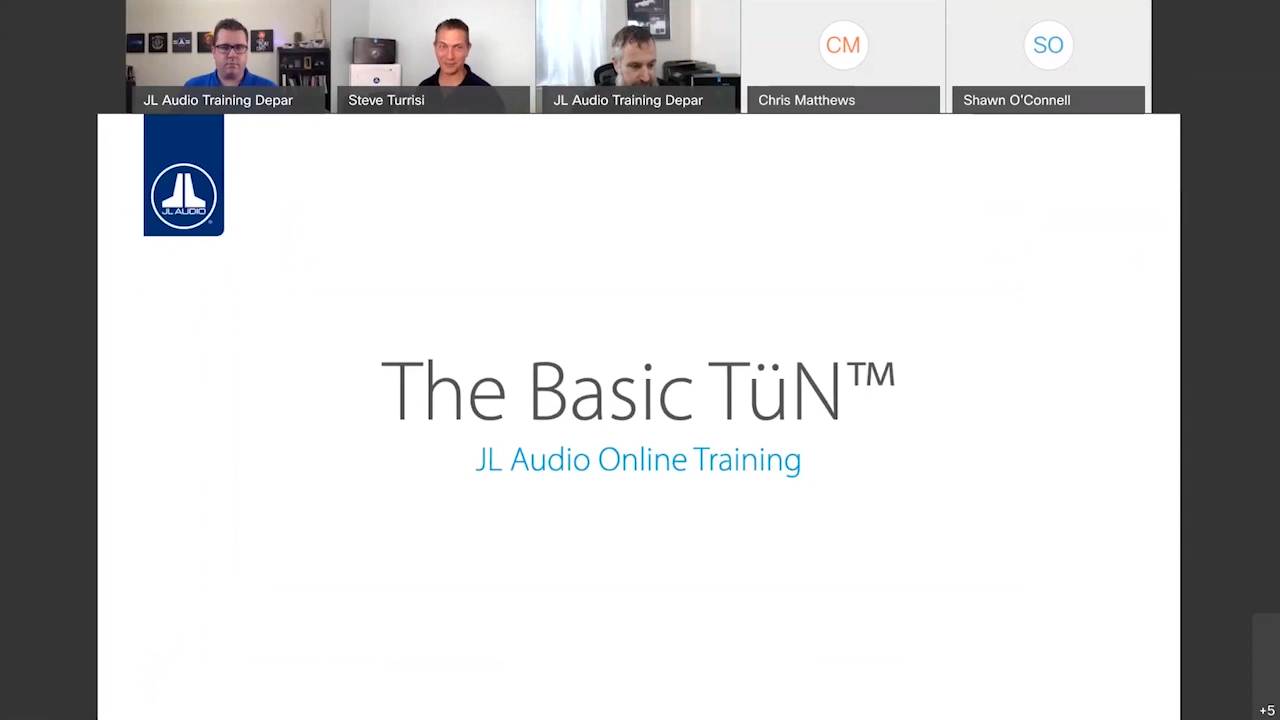 JL Audio Training Depar
Steve Turrisi
JL Audio Training Depar
CM
Chris Matthews
SO
Shawn O'Connell
JL AUDIO
®
The Basic TüN™
JL Audio Online Training
+5